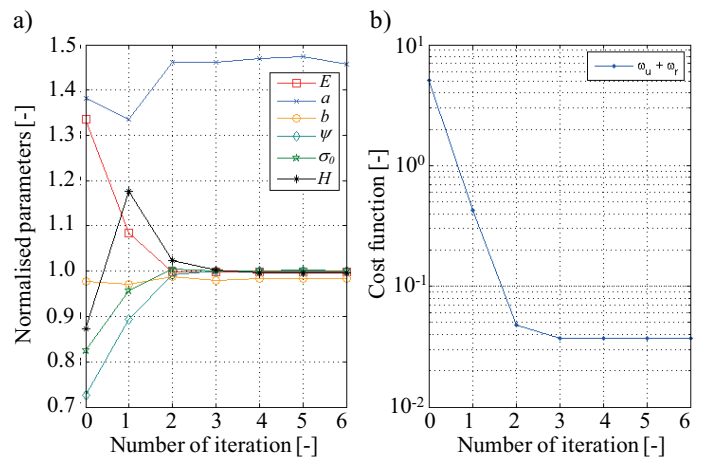 a)
Normalised parameters [-]
1.5
1.4
1.3
1.2
1.1
1.0
0.9
0.8
0.7
E
a
b
ψ
σ0
H
0 1 2 3 4 5 6
Number of iteration [-]
b)
Cost function [-]
10^1
10^0
10^-1
10^-2
ω_u + ω_r
0 1 2 3 4 5 6
Number of iteration [-]